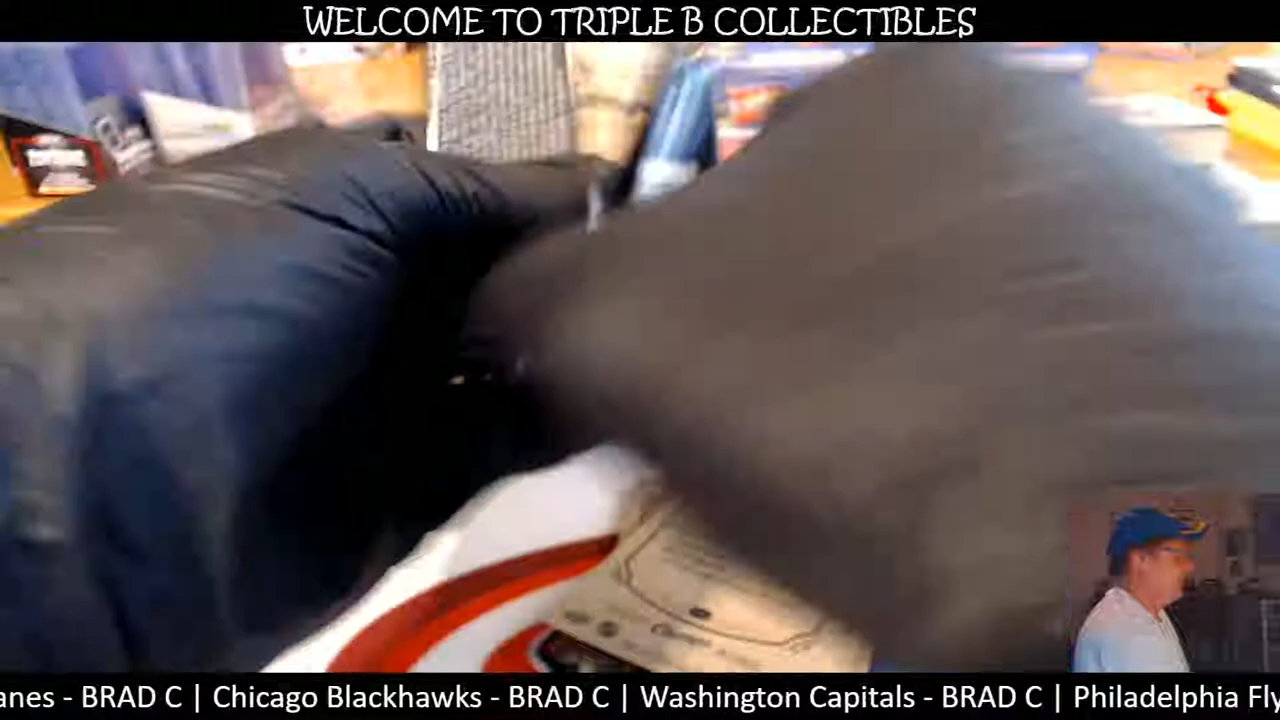 WELCOME TO TRIPLE B COLLECTIBLES
anes - BRAD C | Chicago Blackhawks - BRAD C | Washington Capitals - BRAD C | Philadelphia Fly